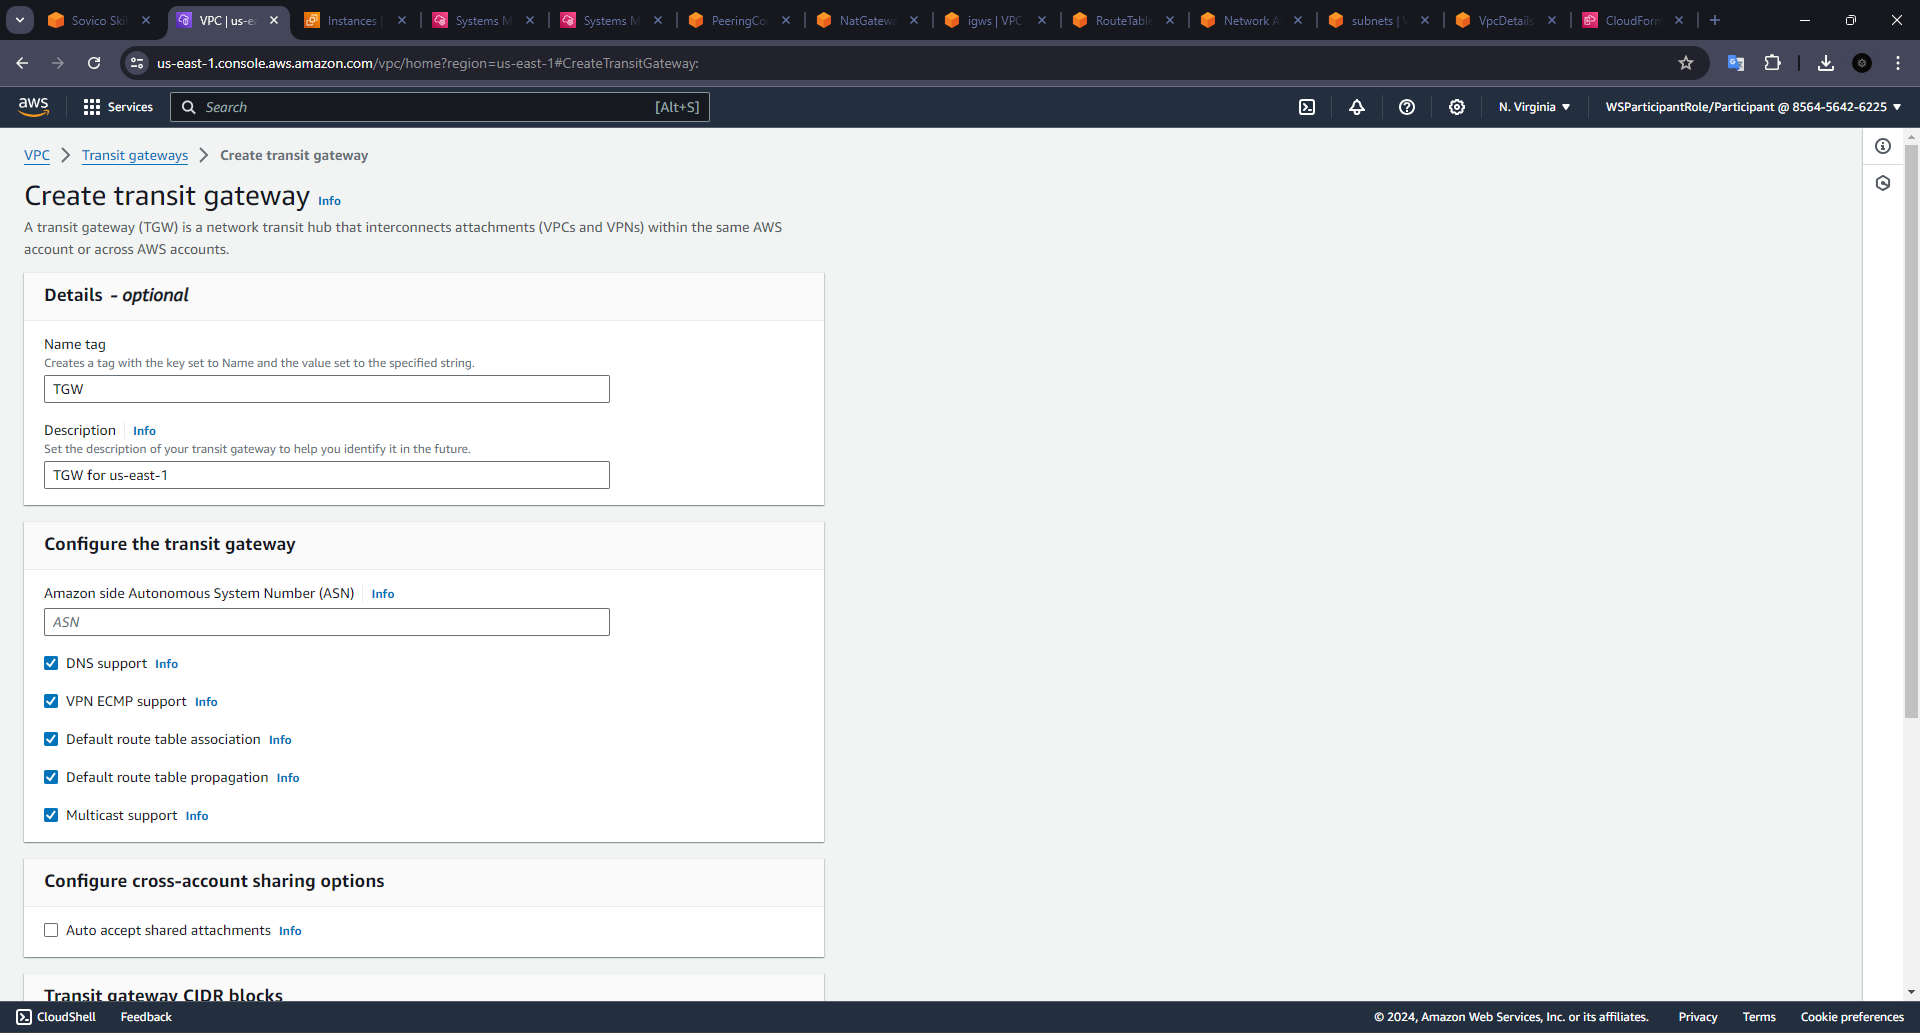 Sovico Ski
VPC | us-ea
Instances
Systems M
Systems M
PeeringCo
NatGatew
igws | VPC
RouteTabl
Network A
subnets | V
VpcDetails
CloudForm
us-east-1.console.aws.amazon.com/vpc/home?region=us-east-1#CreateTransitGateway:
aws
Services
Search
[Alt+S]
N. Virginia
WSParticipantRole/Participant @ 8564-5642-6225
VPC
Transit gateways
Create transit gateway
Create transit gateway Info
A transit gateway (TGW) is a network transit hub that interconnects attachments (VPCs and VPNs) within the same AWS
account or across AWS accounts.
Details - optional
Name tag
Creates a tag with the key set to Name and the value set to the specified string.
TGW
Description Info
Set the description of your transit gateway to help you identify it in the future.
TGW for us-east-1
Configure the transit gateway
Amazon side Autonomous System Number (ASN) Info
ASN
DNS support Info
VPN ECMP support Info
Default route table association Info
Default route table propagation Info
Multicast support Info
Configure cross-account sharing options
Auto accept shared attachments Info
Transit gateway CIDR blocks
CloudShell
Feedback
© 2024, Amazon Web Services, Inc. or its affiliates.
Privacy
Terms
Cookie preferences